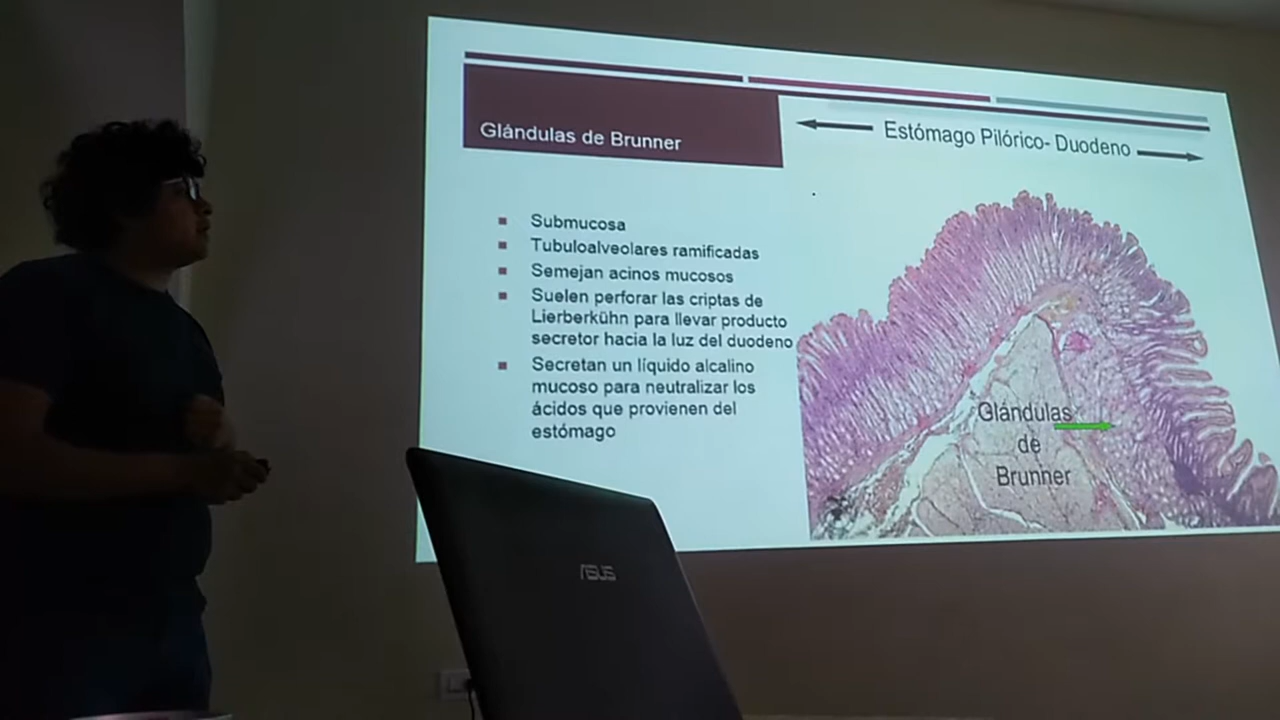 Glándulas de Brunner
Estómago Pilórico- Duodeno
Submucosa
Tubuloalveolares ramificadas
Semejan acinos mucosos
Suelen perforar las criptas de
Lierberkühn para llevar producto
secretor hacia la luz del duodeno
Secretan un líquido alcalino
mucoso para neutralizar los
ácidos que provienen del
estómago
Glándulas
de
Brunner
ASUS